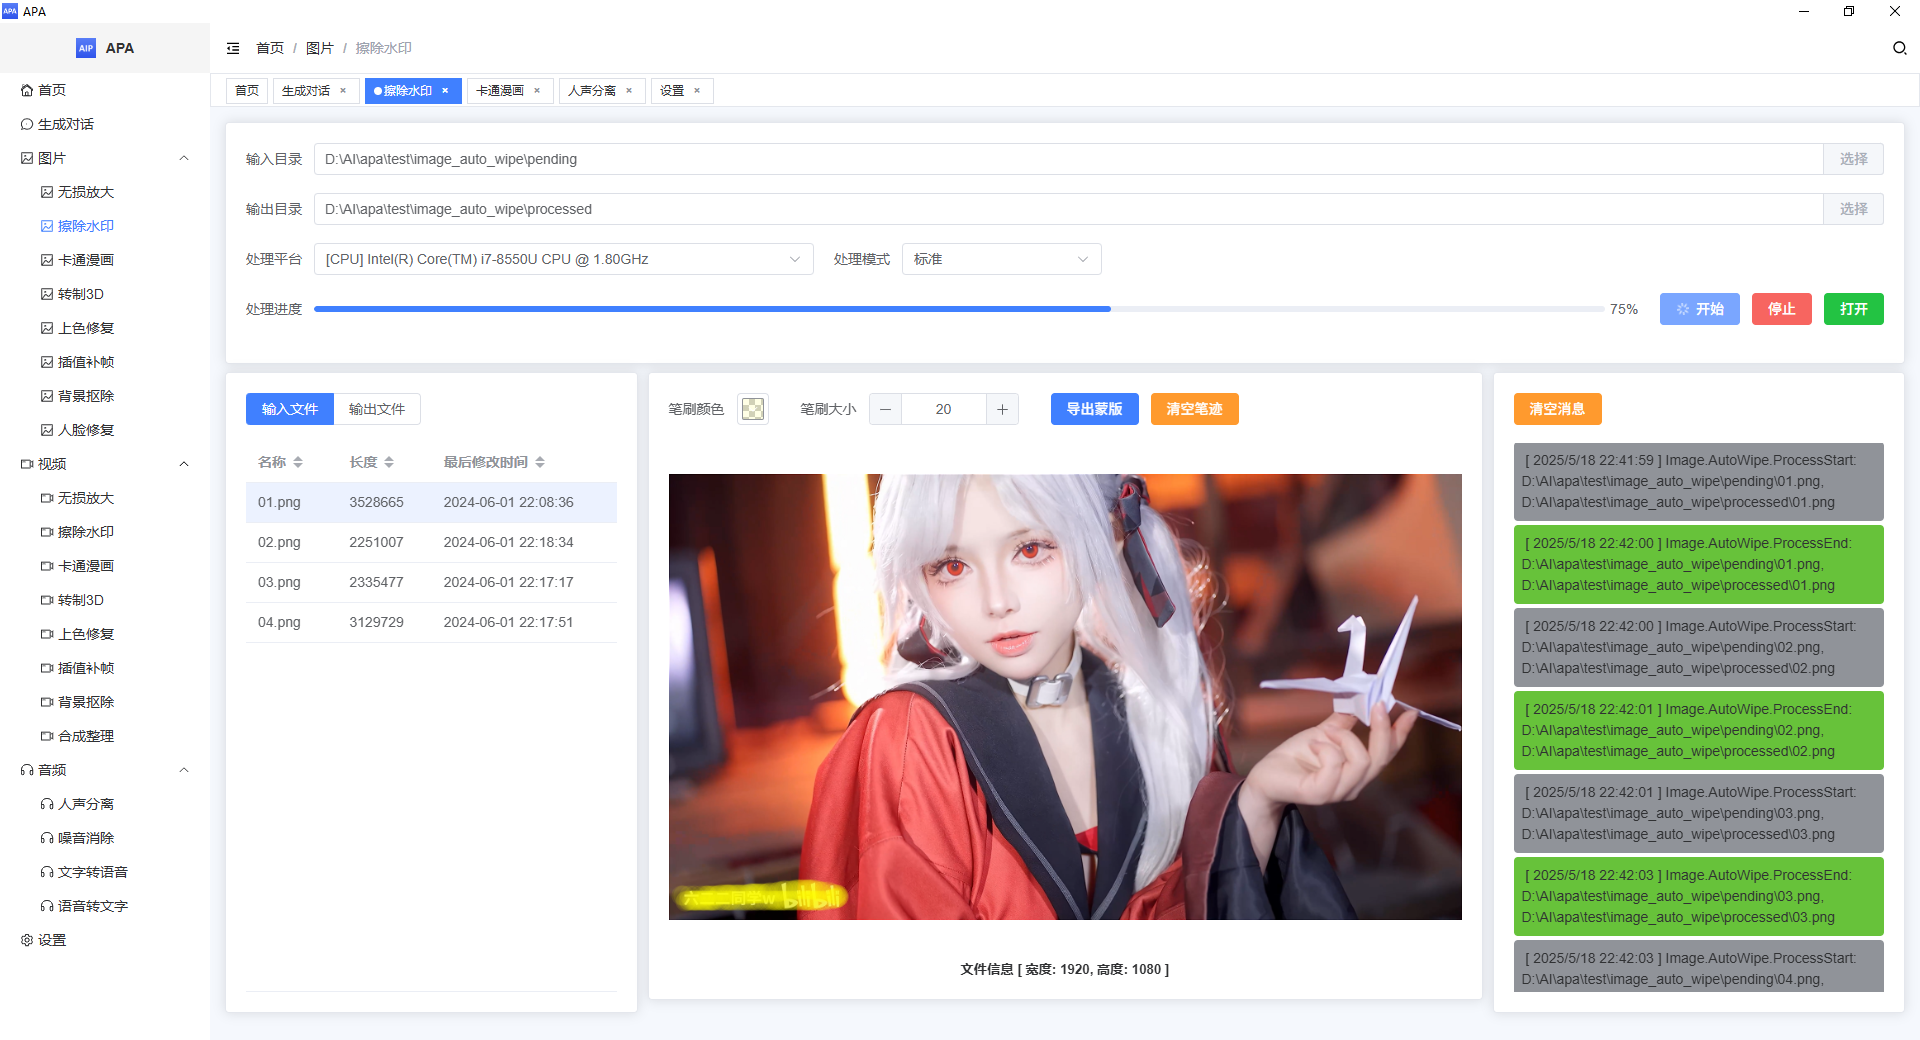 APA
AIP APA
首页 / 图片 / 擦除水印
首页
生成对话
图片
无损放大
擦除水印
卡通漫画
转制3D
上色修复
插值补帧
背景抠除
人脸修复
视频
无损放大
擦除水印
卡通漫画
转制3D
上色修复
插值补帧
背景抠除
合成整理
音频
人声分离
噪音消除
文字转语音
语音转文字
设置
首页 生成对话 × 擦除水印 × 卡通漫画 × 人声分离 × 设置 ×
输入目录 D:\AI\apa\test\image_auto_wipe\pending 选择
输出目录 D:\AI\apa\test\image_auto_wipe\processed 选择
处理平台 [CPU] Intel(R) Core(TM) i7-8550U CPU @ 1.80GHz 处理模式 标准
处理进度 75% 开始 停止 打开
输入文件 输出文件
名称 长度 最后修改时间
01.png 3528665 2024-06-01 22:08:36
02.png 2251007 2024-06-01 22:18:34
03.png 2335477 2024-06-01 22:17:17
04.png 3129729 2024-06-01 22:17:51
笔刷颜色 笔刷大小 20 导出蒙版 清空笔迹
bilibili
文件信息 [ 宽度: 1920, 高度: 1080 ]
清空消息
[ 2025/5/18 22:41:59 ] Image.AutoWipe.ProcessStart:
D:\AI\apa\test\image_auto_wipe\pending\01.png,
D:\AI\apa\test\image_auto_wipe\processed\01.png
[ 2025/5/18 22:42:00 ] Image.AutoWipe.ProcessEnd:
D:\AI\apa\test\image_auto_wipe\pending\01.png,
D:\AI\apa\test\image_auto_wipe\processed\01.png
[ 2025/5/18 22:42:00 ] Image.AutoWipe.ProcessStart:
D:\AI\apa\test\image_auto_wipe\pending\02.png,
D:\AI\apa\test\image_auto_wipe\processed\02.png
[ 2025/5/18 22:42:01 ] Image.AutoWipe.ProcessEnd:
D:\AI\apa\test\image_auto_wipe\pending\02.png,
D:\AI\apa\test\image_auto_wipe\processed\02.png
[ 2025/5/18 22:42:01 ] Image.AutoWipe.ProcessStart:
D:\AI\apa\test\image_auto_wipe\pending\03.png,
D:\AI\apa\test\image_auto_wipe\processed\03.png
[ 2025/5/18 22:42:03 ] Image.AutoWipe.ProcessEnd:
D:\AI\apa\test\image_auto_wipe\pending\03.png,
D:\AI\apa\test\image_auto_wipe\processed\03.png
[ 2025/5/18 22:42:03 ] Image.AutoWipe.ProcessStart:
D:\AI\apa\test\image_auto_wipe\pending\04.png,